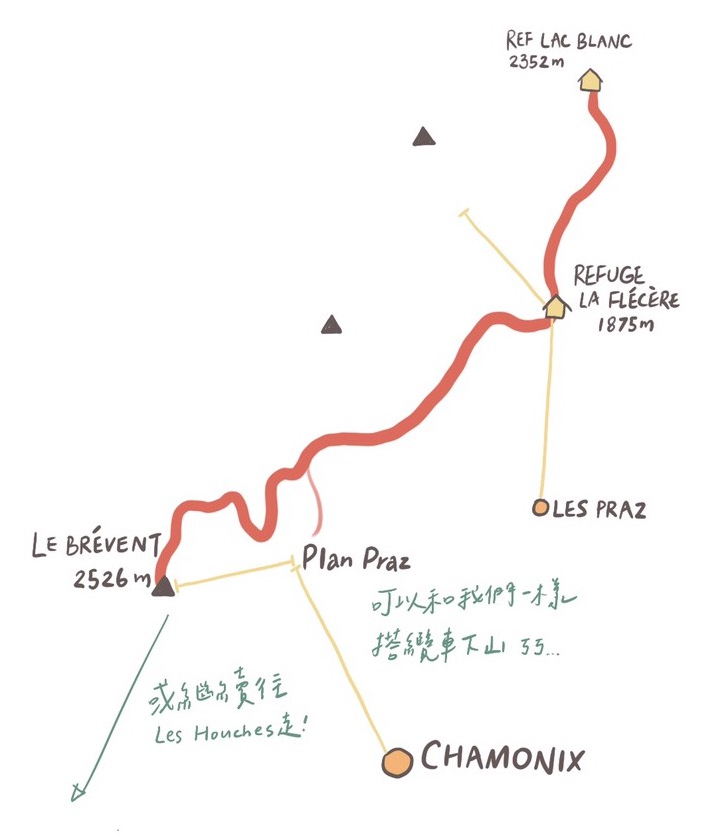 REF LAC BLANC
2352m
REFUGE
LA FLÉCÈRE
1875m
LES PRAZ
LE BRÉVENT
2526m
Plan Praz
可以和我們一樣
搭纜車下山 ㄎㄎ...
或繼續往
Les Houches走!
CHAMONIX